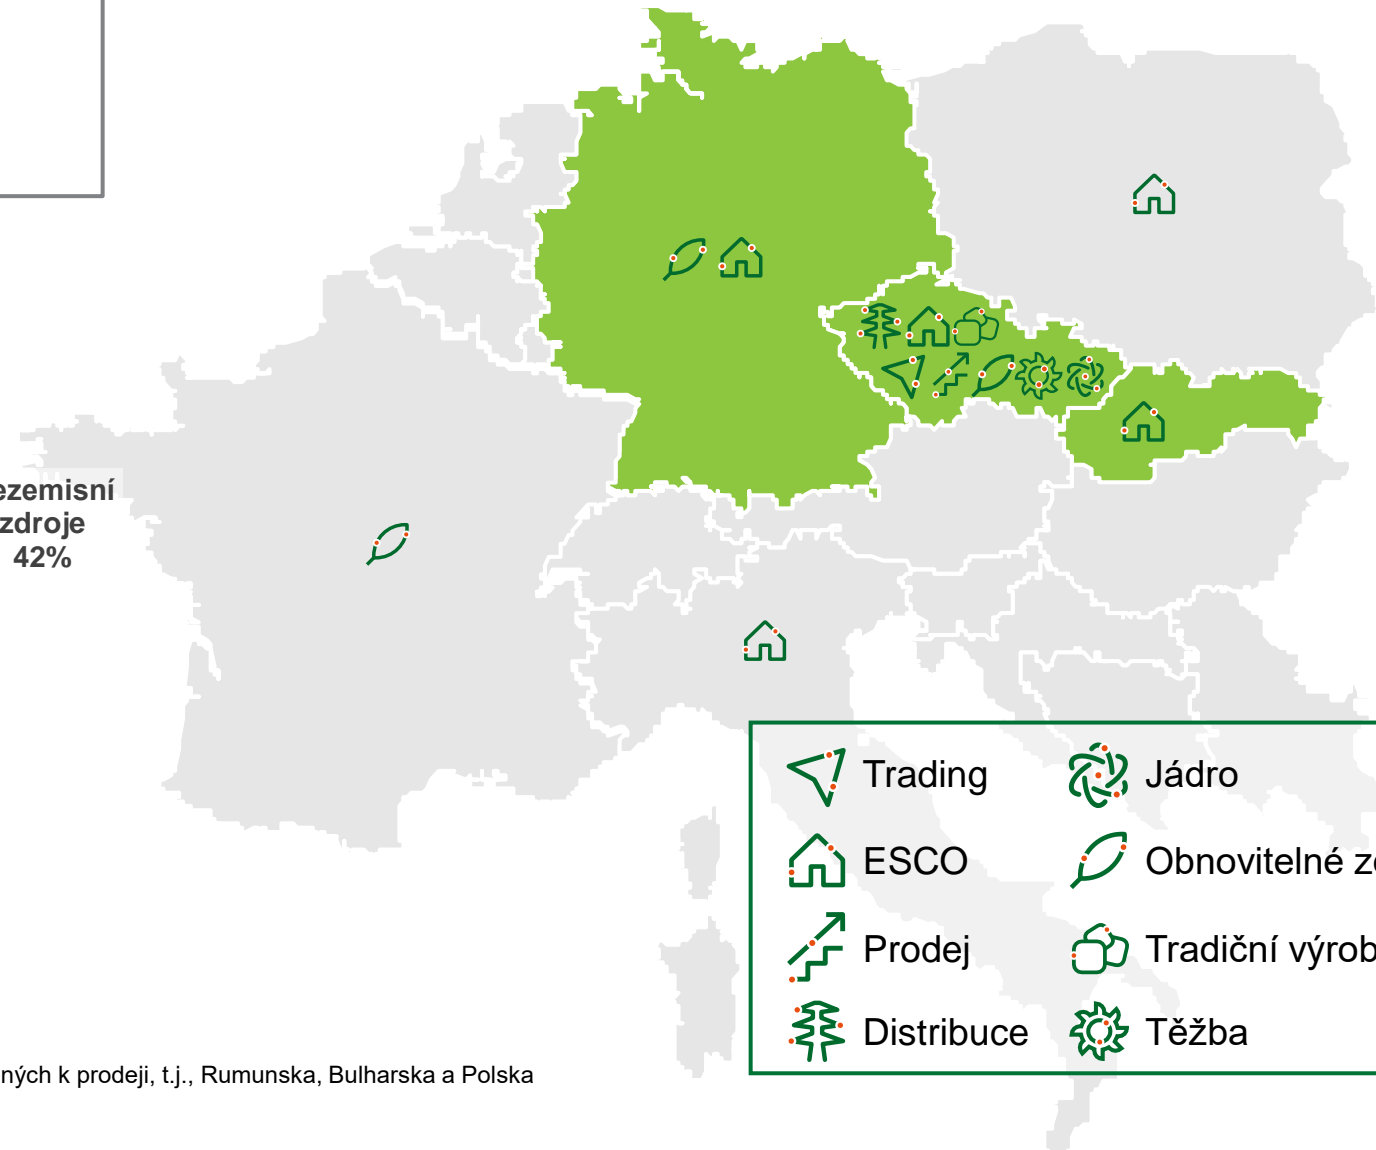 ezemisní
zdroje
42%
Trading
Jádro
ESCO
Obnovitelné
Prodej
Tradiční výrob
Distribuce
Těžba
ných k prodeji, t.j., Rumunska, Bulharska a Polska